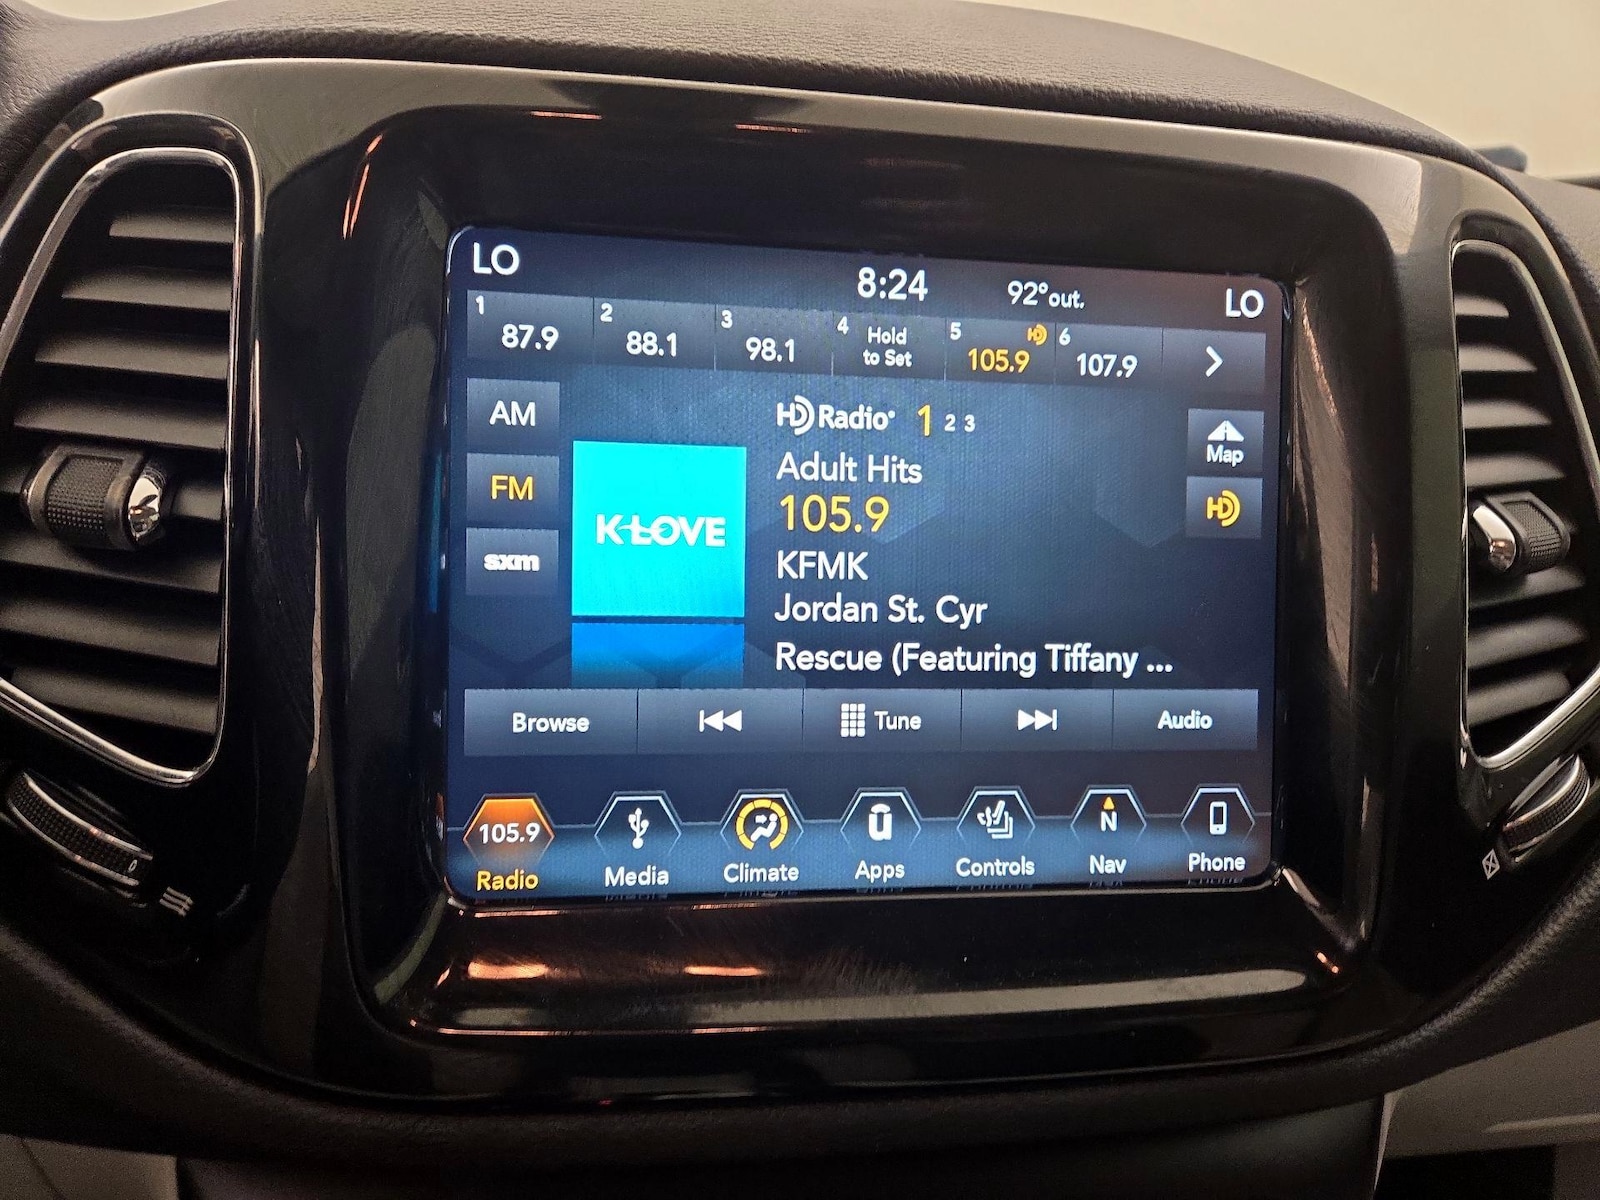 LO 8:24 92° out. LO
1 87.9 2 88.1 3 98.1 4 Hold to Set 5 105.9 HD 6 107.9
AM
FM
sxm
K-LOVE
HD Radio 1 2 3
Adult Hits
105.9
KFMK
Jordan St. Cyr
Rescue (Featuring Tiffany ...
Map
HD
Browse Tune Audio
105.9 N
Radio Media Climate Apps Controls Nav Phone